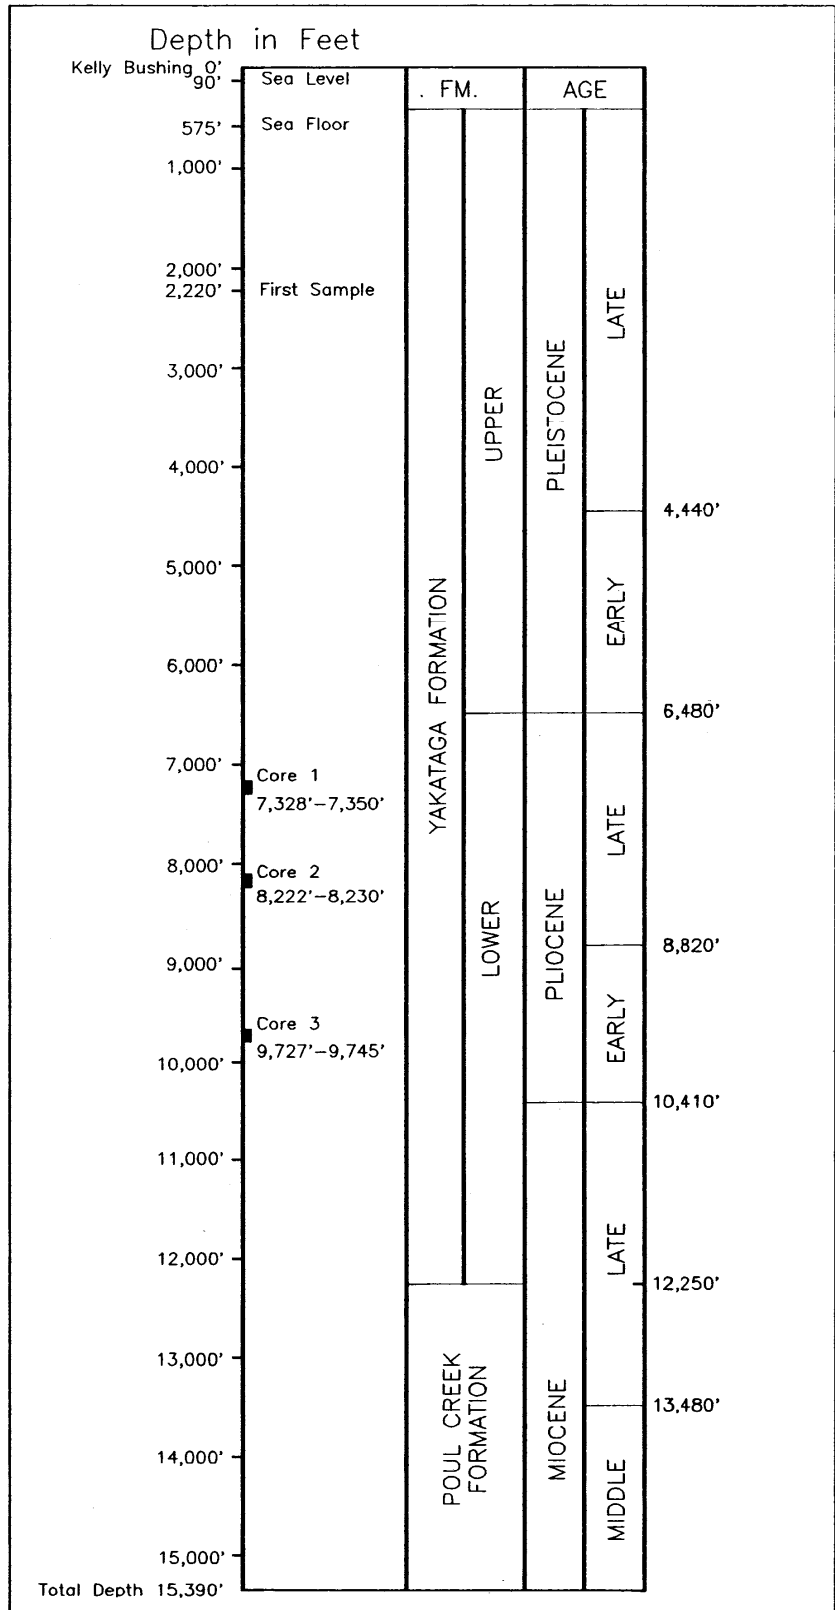 Depth in Feet
Kelly Bushing 0'
90'
Sea Level
. FM.
AGE
575'
Sea Floor
1,000'
2,000'
2,220'
First Sample
3,000'
4,000'
5,000'
6,000'
7,000'
Core 1
7,328'-7,350'
8,000'
Core 2
8,222'-8,230'
9,000'
Core 3
9,727'-9,745'
10,000'
11,000'
12,000'
13,000'
14,000'
15,000'
Total Depth 15,390'
YAKATAGA FORMATION
UPPER
LOWER
POUL CREEK
FORMATION
PLEISTOCENE
PLIOCENE
MIOCENE
LATE
4,440'
EARLY
6,480'
LATE
8,820'
EARLY
10,410'
LATE
12,250'
13,480'
MIDDLE